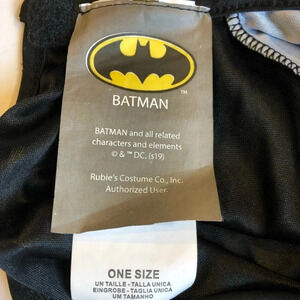 ™
BATMAN
BATMAN and all related
characters and elements
© & ™ DC. (s19)
Rubie's Costume Co., Inc.
Authorized User.
ONE SIZE
UN TAILLE - TALLA UNICA
EINGROBE - TAGLIA UNICA
UM TAMANHO